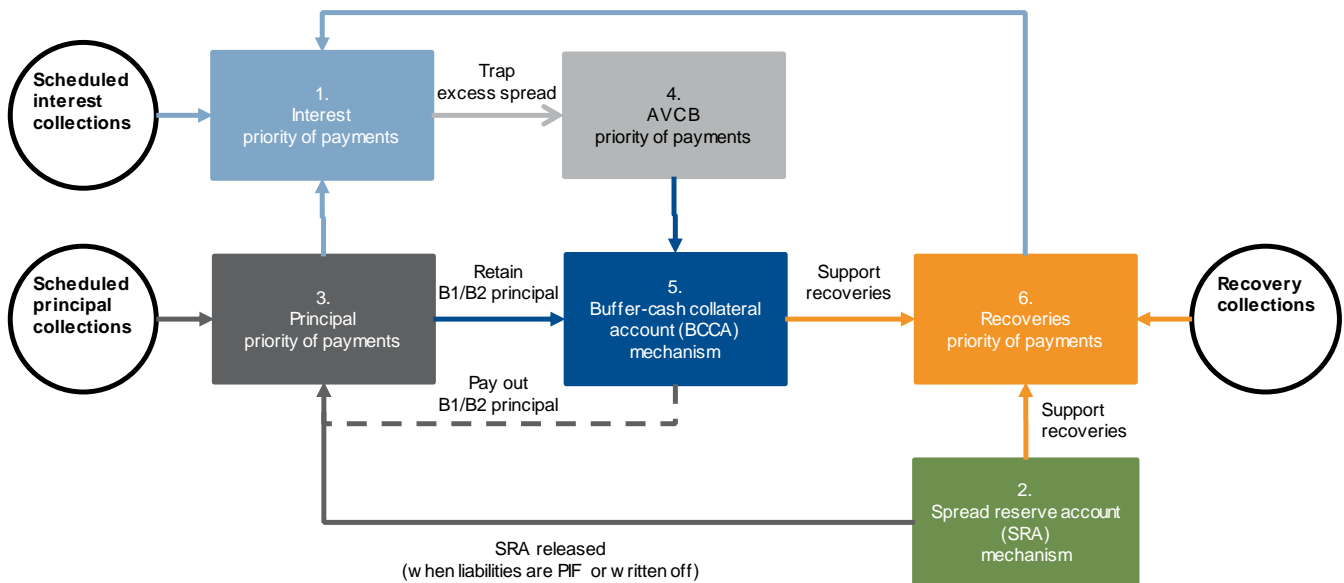 Scheduled
interest
collections
1.
Interest
priority of payments
Trap
excess spread
4.
AVCB
priority of payments
Scheduled
principal
collections
3.
Principal
priority of payments
Retain
B1/B2 principal
5.
Buffer-cash collateral
account (BCCA)
mechanism
Support
recoveries
6.
Recoveries
priority of payments
Recovery
collections
Pay out
B1/B2 principal
Support
recoveries
2.
Spread reserve account
(SRA)
mechanism
SRA released
(when liabilities are PIF or written off)